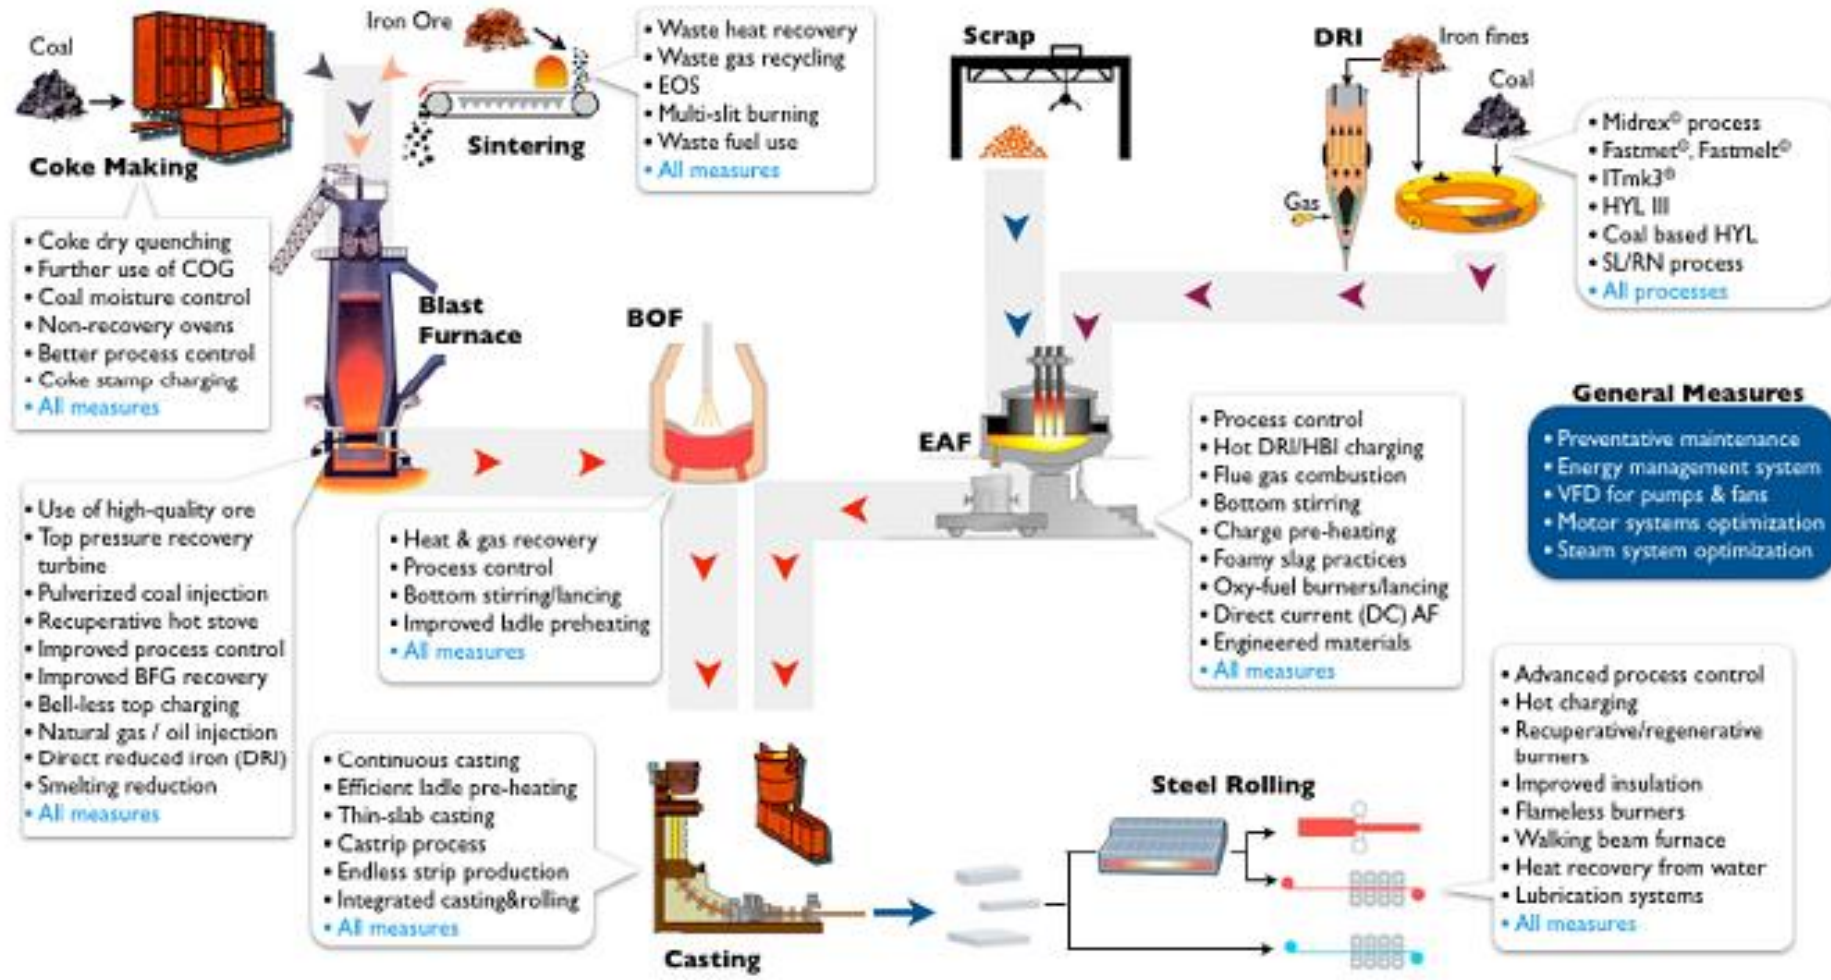 Coal
Coke Making
• Coke dry quenching
• Further use of COG
• Coal moisture control
• Non-recovery ovens
• Better process control
• Coke stamp charging
• All measures
Iron Ore
Sintering
• Waste heat recovery
• Waste gas recycling
• EOS
• Multi-slit burning
• Waste fuel use
• All measures
Blast
Furnace
• Use of high-quality ore
• Top pressure recovery
turbine
• Pulverized coal injection
• Recuperative hot stove
• Improved process control
• Improved BFG recovery
• Bell-less top charging
• Natural gas / oil injection
• Direct reduced iron (DRI)
• Smelting reduction
• All measures
BOF
• Heat & gas recovery
• Process control
• Bottom stirring/lancing
• Improved ladle preheating
• All measures
Scrap
DRI
Iron fines
Coal
Gas
• Midrex© process
• Fastmet©, Fastmelt©
• ITmk3®
• HYL III
• Coal based HYL
• SL/RN process
• All processes
EAF
• Process control
• Hot DRI/HBI charging
• Flue gas combustion
• Bottom stirring
• Charge pre-heating
• Foamy slag practices
• Oxy-fuel burners/lancing
• Direct current (DC) AF
• Engineered materials
• All measures
General Measures
• Preventative maintenance
• Energy management system
• VFD for pumps & fans
• Motor systems optimization
• Steam system optimization
• Continuous casting
• Efficient ladle pre-heating
• Thin-slab casting
• Castrip process
• Endless strip production
• Integrated casting&rolling
• All measures
Casting
Steel Rolling
• Advanced process control
• Hot charging
• Recuperative/regenerative
burners
• Improved insulation
• Flameless burners
• Walking beam furnace
• Heat recovery from water
• Lubrication systems
• All measures